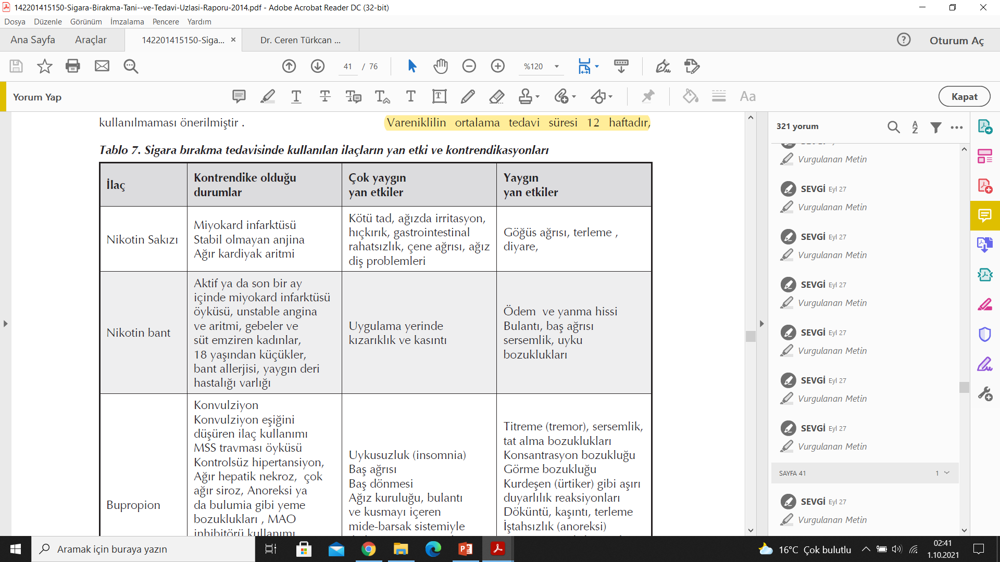 142201415150-Sigara-Birakma-Tani--ve-Tedavi-Uzlasi-Raporu-2014.pdf - Adobe Acrobat Reader DC (32-bit)
Dosya Düzenle Görünüm İmzalama Pencere Yardım
Ana Sayfa Araçlar 142201415150-Siga... × Dr. Ceren Türkcan ... Oturum Aç
41 / 76 %120
Yorum Yap Kapat
kullanılmaması önerilmiştir . Vareniklilin ortalama tedavi süresi 12 haftadır,
Tablo 7. Sigara bırakma tedavisinde kullanılan ilaçların yan etki ve kontrendikasyonları
İlaç
Kontrendike olduğu
durumlar
Çok yaygın
yan etkiler
Yaygın
yan etkiler
Nikotin Sakızı
Miyokard infarktüsü
Stabil olmayan anjina
Ağır kardiyak aritmi
Kötü tad, ağızda irritasyon,
hıçkırık, gastrointestinal
rahatsızlık, çene ağrısı, ağız
diş problemleri
Göğüs ağrısı, terleme ,
diyare,
Nikotin bant
Aktif ya da son bir ay
içinde miyokard infarktüsü
öyküsü, unstable angina
ve aritmi, gebeler ve
süt emziren kadınlar,
18 yaşından küçükler,
bant allerjisi, yaygın deri
hastalığı varlığı
Uygulama yerinde
kızarıklık ve kasıntı
Ödem ve yanma hissi
Bulantı, baş ağrısı
sersemlik, uyku
bozuklukları
Bupropion
Konvulziyon
Konvulziyon eşiğini
düşüren ilaç kullanımı
MSS travması öyküsü
Kontrolsüz hipertansiyon,
Ağır hepatik nekroz, çok
ağır siroz, Anoreksi ya
da bulumia gibi yeme
bozuklukları , MAO
inhibitörü kullanımı
Uykusuzluk (insomnia)
Baş ağrısı
Baş dönmesi
Ağız kuruluğu, bulantı
ve kusmayı içeren
mide-barsak sistemiyle
Titreme (tremor), sersemlik,
tat alma bozuklukları
Konsantrasyon bozukluğu
Görme bozukluğu
Kurdeşen (ürtiker) gibi aşırı
duyarlılık reaksiyonları
Döküntü, kaşıntı, terleme
İştahsızlık (anoreksi)
321 yorum
Vurgulanan Metin
SEVGİ Eyl 27
Vurgulanan Metin
SEVGİ Eyl 27
Vurgulanan Metin
SEVGİ Eyl 27
Vurgulanan Metin
SEVGİ Eyl 27
Vurgulanan Metin
SEVGİ Eyl 27
Vurgulanan Metin
SEVGİ Eyl 27
Vurgulanan Metin
SAYFA 41 1
SEVGİ Eyl 27
Vurgulanan Metin
Aramak için buraya yazın
16°C Çok bulutlu
02:41
1.10.2021